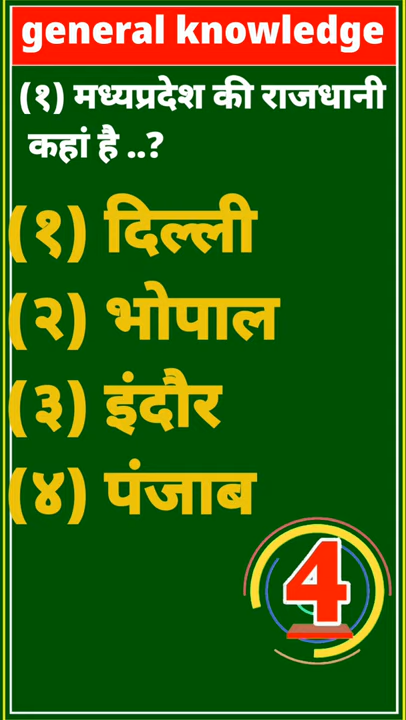 general knowledge
(१) मध्यप्रदेश की राजधानी
कहां है ..?
(१) दिल्ली
(२) भोपाल
(३) इंदौर
(४) पंजाब
4